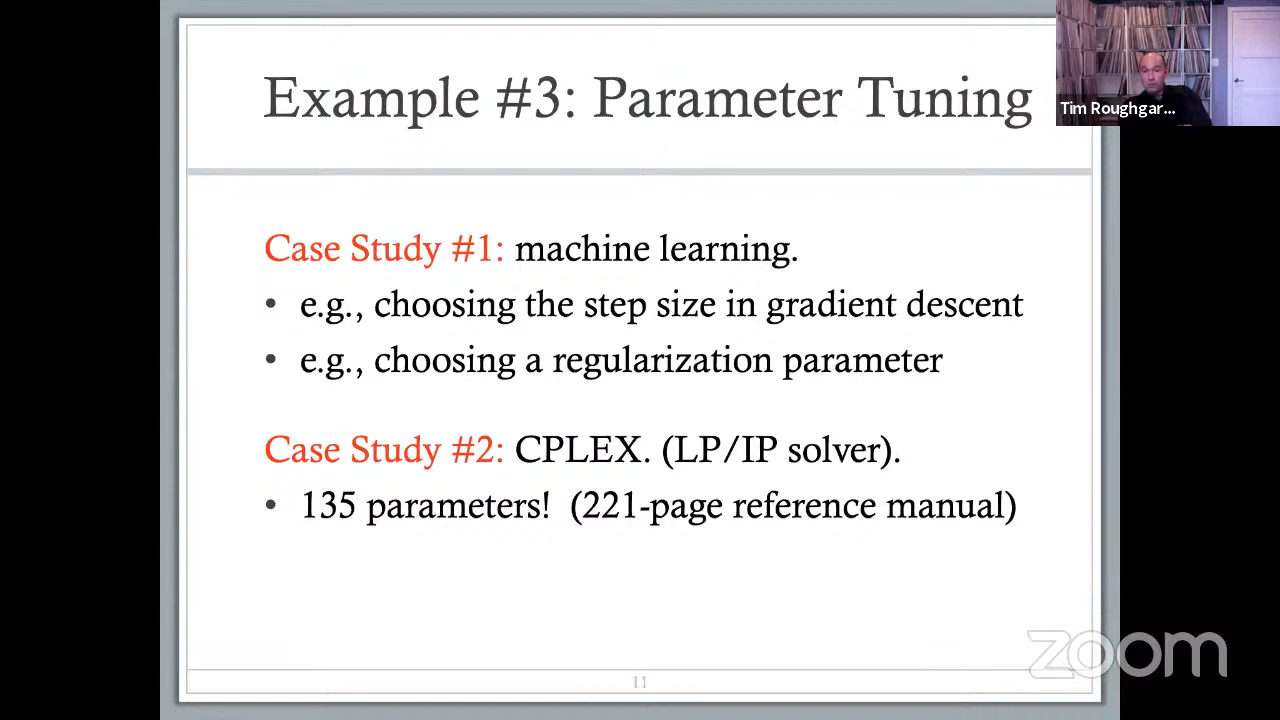 Example #3: Parameter Tuning
Tim Roughgar...
Case Study #1: machine learning.
• e.g., choosing the step size in gradient descent
• e.g., choosing a regularization parameter
Case Study #2: CPLEX. (LP/IP solver).
• 135 parameters! (221-page reference manual)
zoom
11